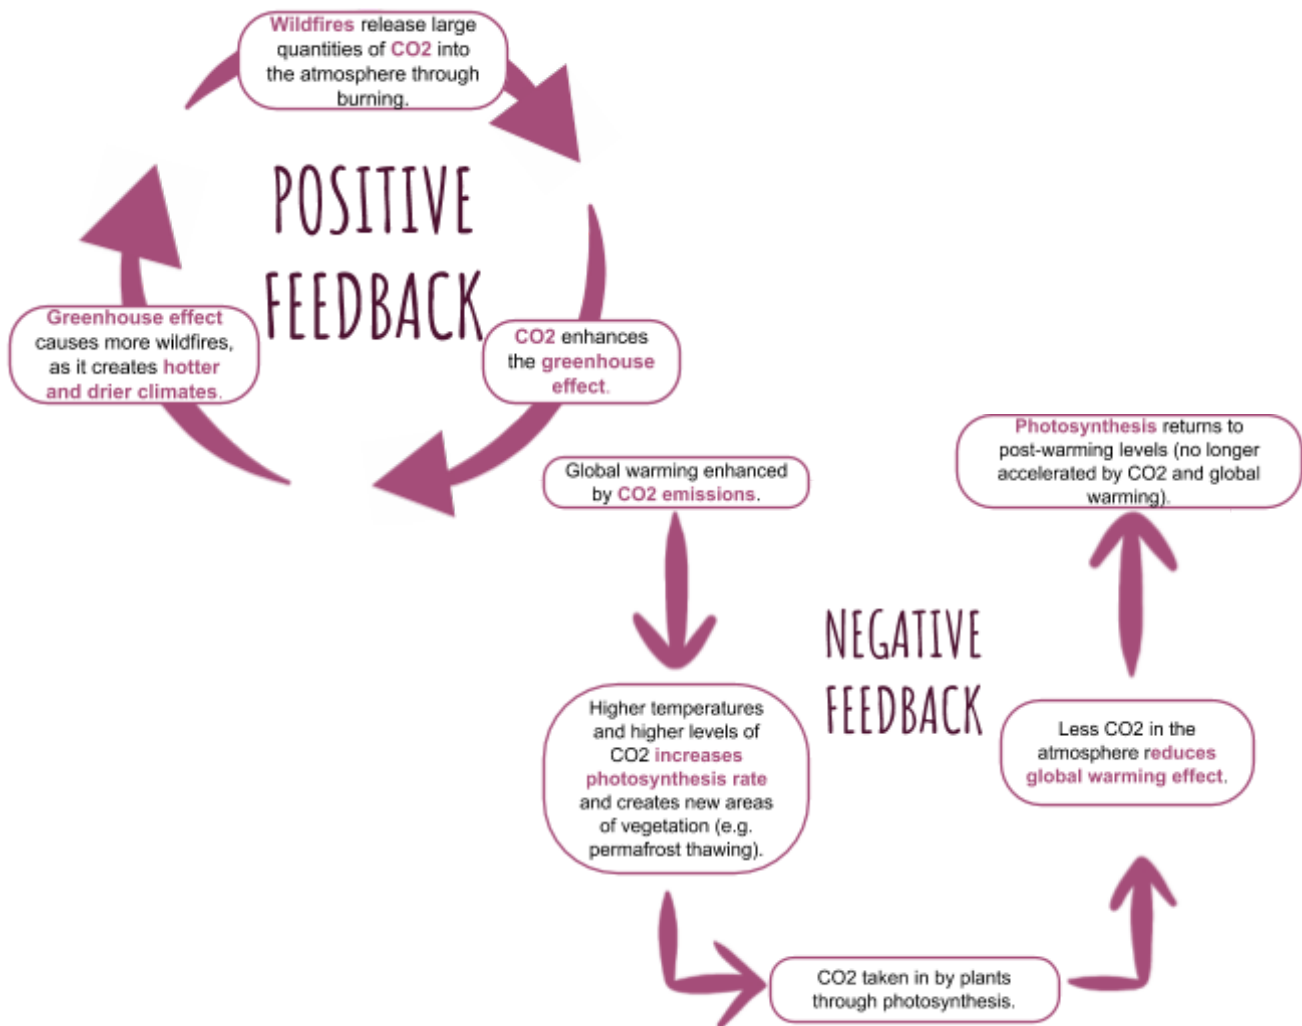 Wildfires release large
quantities of CO2 into
the atmosphere through
burning.
POSITIVE
FEEDBACK
Greenhouse effect
causes more wildfires,
as it creates hotter
and drier climates.
CO2 enhances
the greenhouse
effect.
Global warming enhanced
by CO2 emissions.
Higher temperatures
and higher levels of
CO2 increases
photosynthesis rate
and creates new areas
of vegetation (e.g.
permafrost thawing).
NEGATIVE
FEEDBACK
CO2 taken in by plants
through photosynthesis.
Less CO2 in the
atmosphere reduces
global warming effect.
Photosynthesis returns to
post-warming levels (no longer
accelerated by CO2 and global
warming).